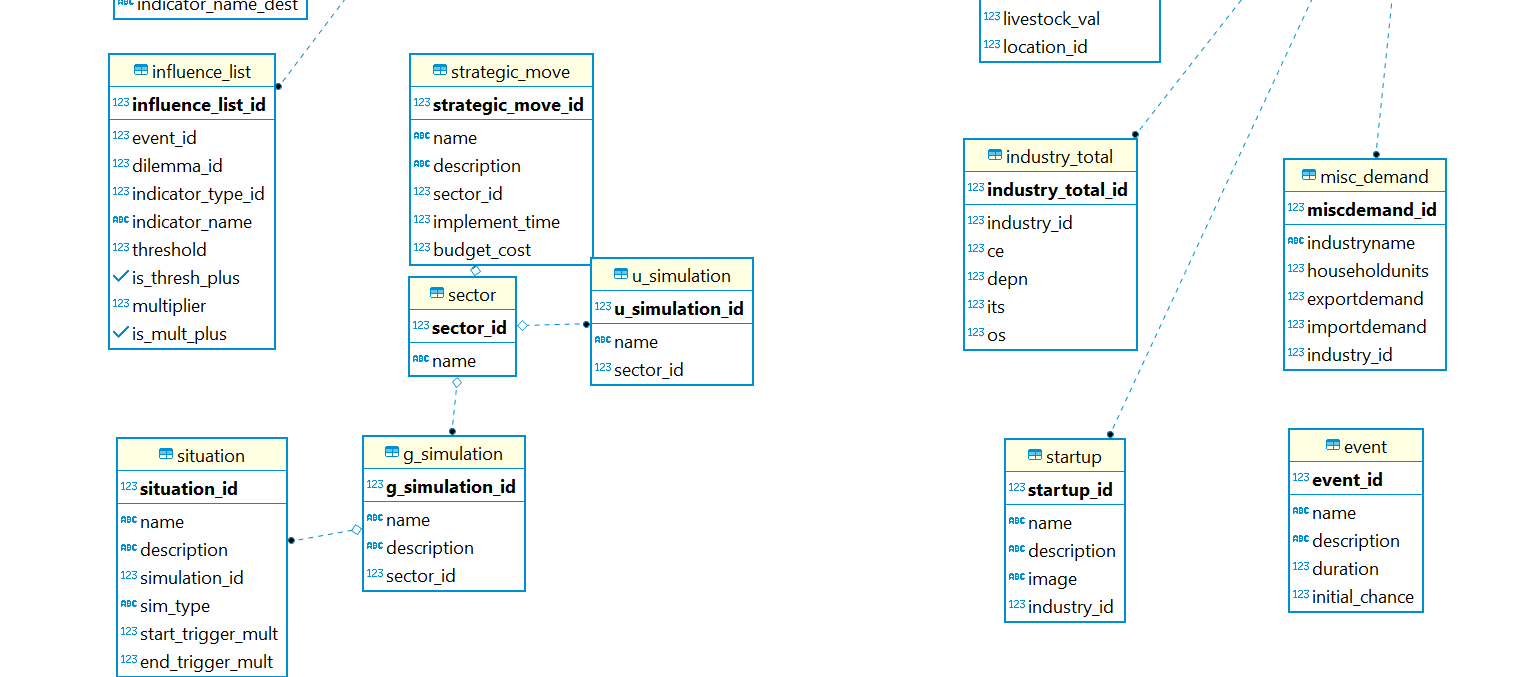 ABC indicator_name_dest
123 livestock_val
123 location_id
influence_list
123 influence_list_id
123 event_id
123 dilemma_id
123 indicator_type_id
ABC indicator_name
123 threshold
is_thresh_plus
123 multiplier
is_mult_plus
strategic_move
123 strategic_move_id
ABC name
ABC description
123 sector_id
123 implement_time
123 budget_cost
sector
123 sector_id
ABC name
u_simulation
123 u_simulation_id
ABC name
123 sector_id
situation
123 situation_id
ABC name
ABC description
123 simulation_id
ABC sim_type
123 start_trigger_mult
123 end_trigger_mult
g_simulation
123 g_simulation_id
ABC name
ABC description
123 sector_id
industry_total
123 industry_total_id
123 industry_id
123 ce
123 depn
123 its
123 os
misc_demand
123 miscdemand_id
ABC industryname
123 householdunits
123 exportdemand
123 importdemand
123 industry_id
startup
123 startup_id
ABC name
ABC description
ABC image
123 industry_id
event
123 event_id
ABC name
ABC description
123 duration
123 initial_chance